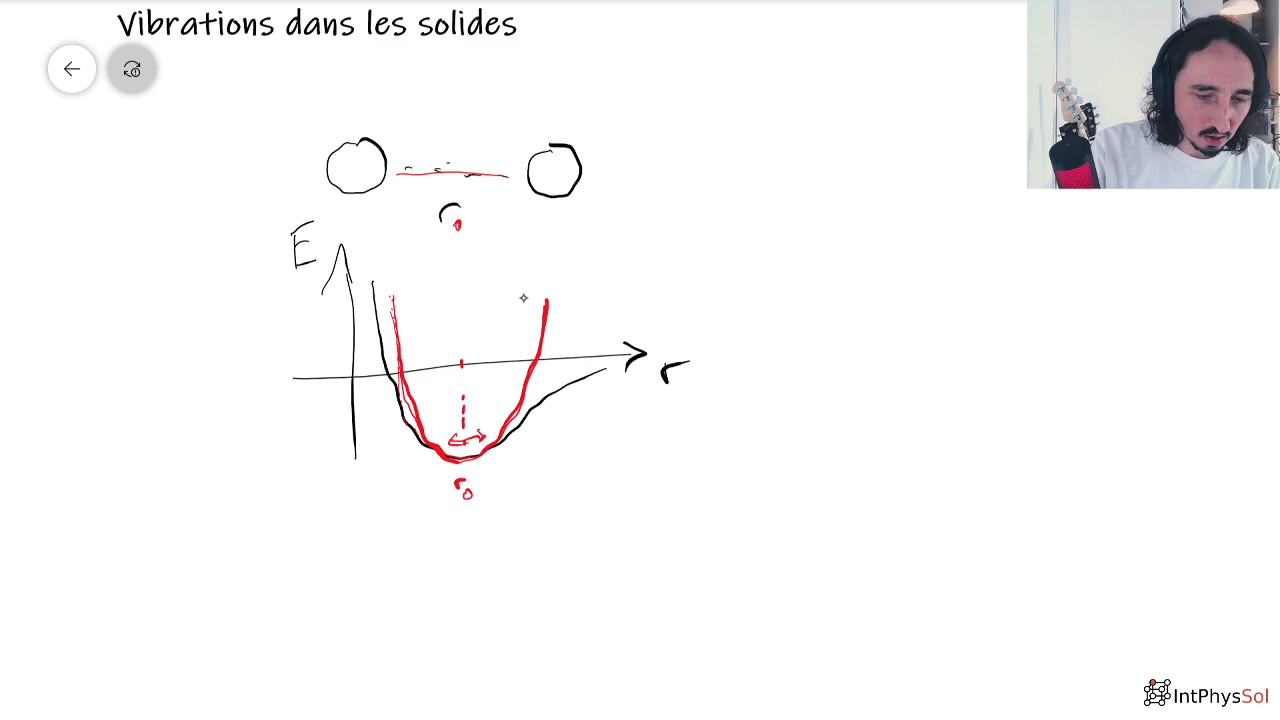 Vibrations dans les solides
r₀
E
r
r₀
IntPhysSol